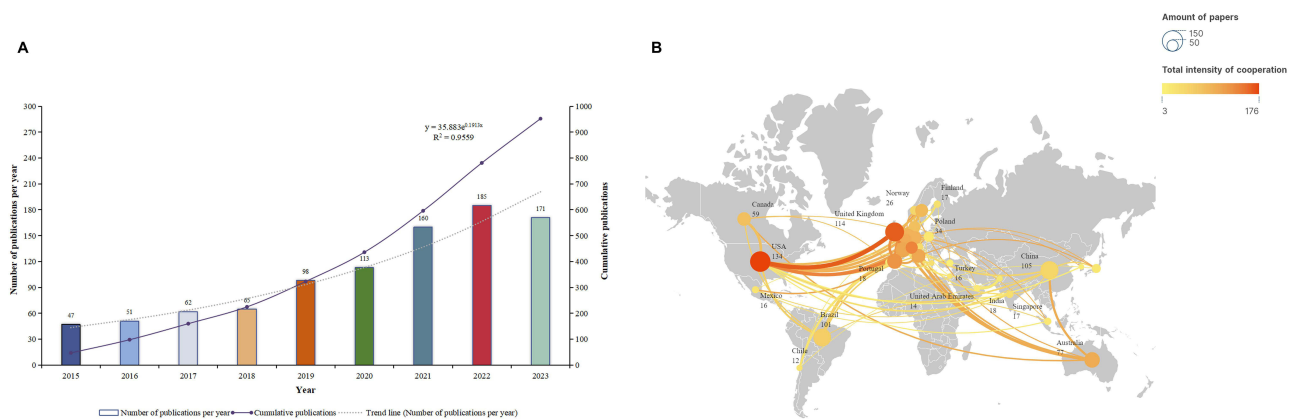 A
B
Amount of papers
150
50
Total intensity of cooperation
3
176
Number of publications per year
300
270
240
210
180
150
120
90
60
30
0
1000
900
800
700
600
500
400
300
200
100
0
Cumulative publications
y = 35.883e^0.1913x
R² = 0.9559
47
51
62
65
98
113
160
185
171
2015
2016
2017
2018
2019
2020
2021
2022
2023
Year
Number of publications per year
Cumulative publications
Trend line (Number of publications per year)
Norway
26
Finland
17
Canada
59
United Kingdom
114
Poland
34
USA
134
Portugal
18
Turkey
16
China
105
Mexico
16
United Arab Emirates
14
India
18
Singapore
17
Brazil
101
Australia
77
Chile
12